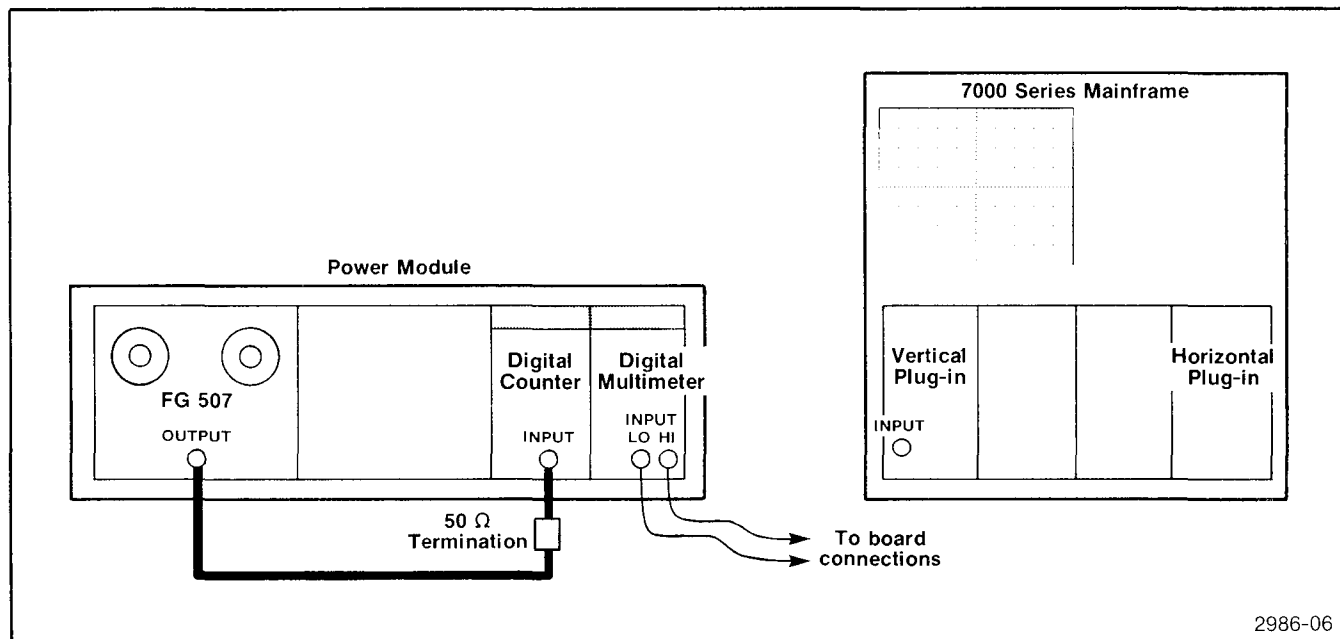 7000 Series Mainframe
Power Module
FG 507
OUTPUT
Digital
Counter
INPUT
Digital
Multimeter
INPUT
LO HI
50 Ω
Termination
To board
connections
Vertical
Plug-in
INPUT
Horizontal
Plug-in
2986-06